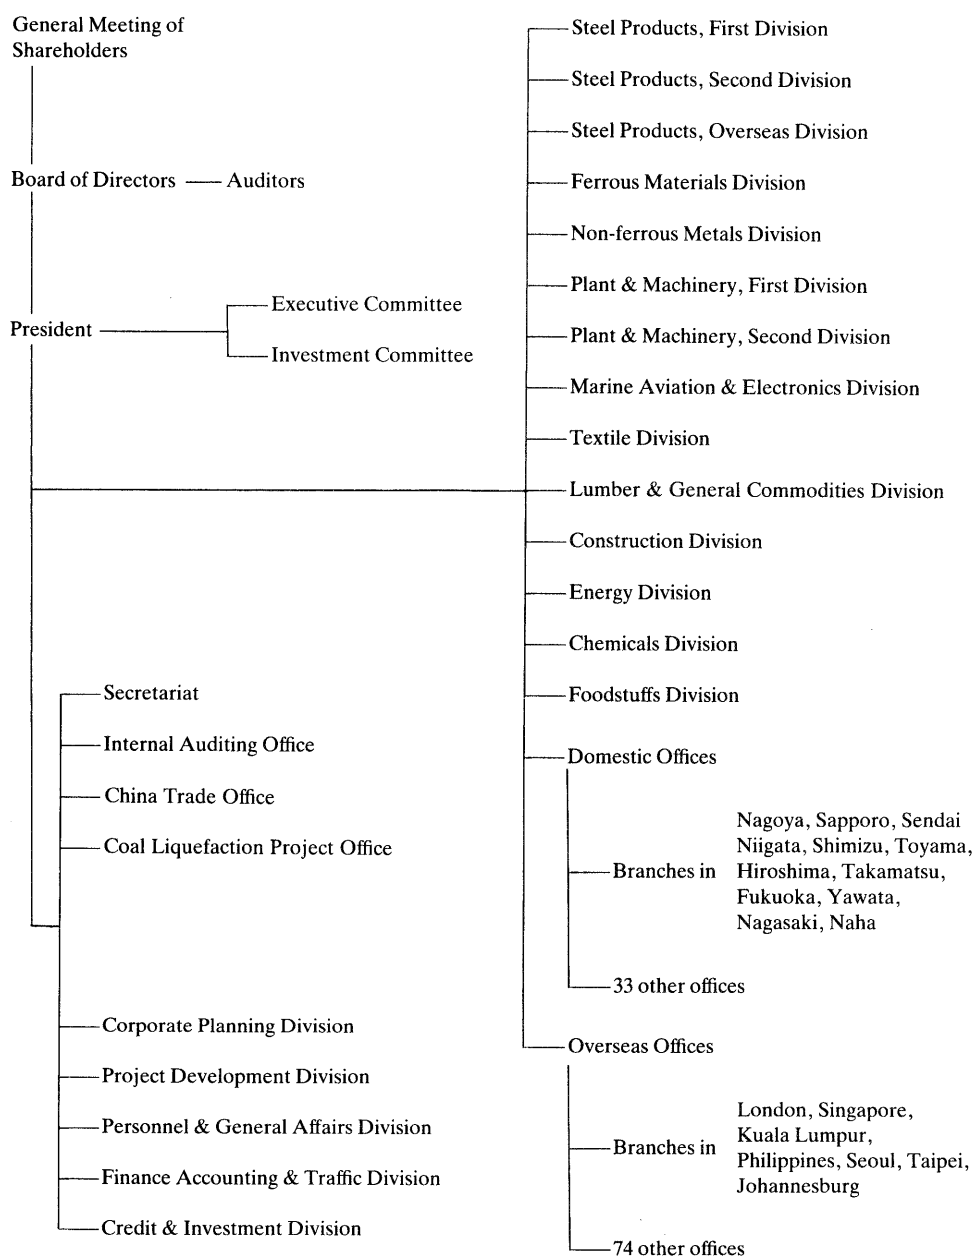 General Meeting of
Shareholders
Board of Directors
Auditors
President
Executive Committee
Investment Committee
Secretariat
Internal Auditing Office
China Trade Office
Coal Liquefaction Project Office
Corporate Planning Division
Project Development Division
Personnel & General Affairs Division
Finance Accounting & Traffic Division
Credit & Investment Division
Steel Products, First Division
Steel Products, Second Division
Steel Products, Overseas Division
Ferrous Materials Division
Non-ferrous Metals Division
Plant & Machinery, First Division
Plant & Machinery, Second Division
Marine Aviation & Electronics Division
Textile Division
Lumber & General Commodities Division
Construction Division
Energy Division
Chemicals Division
Foodstuffs Division
Domestic Offices
Branches in
Nagoya, Sapporo, Sendai
Niigata, Shimizu, Toyama,
Hiroshima, Takamatsu,
Fukuoka, Yawata,
Nagasaki, Naha
33 other offices
Overseas Offices
Branches in
London, Singapore,
Kuala Lumpur,
Philippines, Seoul, Taipei,
Johannesburg
74 other offices